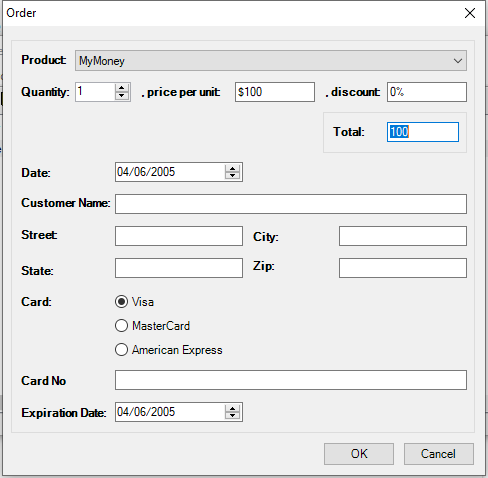 Order
Product: MyMoney
Quantity: 1 , price per unit: $100 , discount: 0%
Total: 100
Date: 04/06/2005
Customer Name:
Street: City:
State: Zip:
Card: Visa
MasterCard
American Express
Card No
Expiration Date: 04/06/2005
OK Cancel